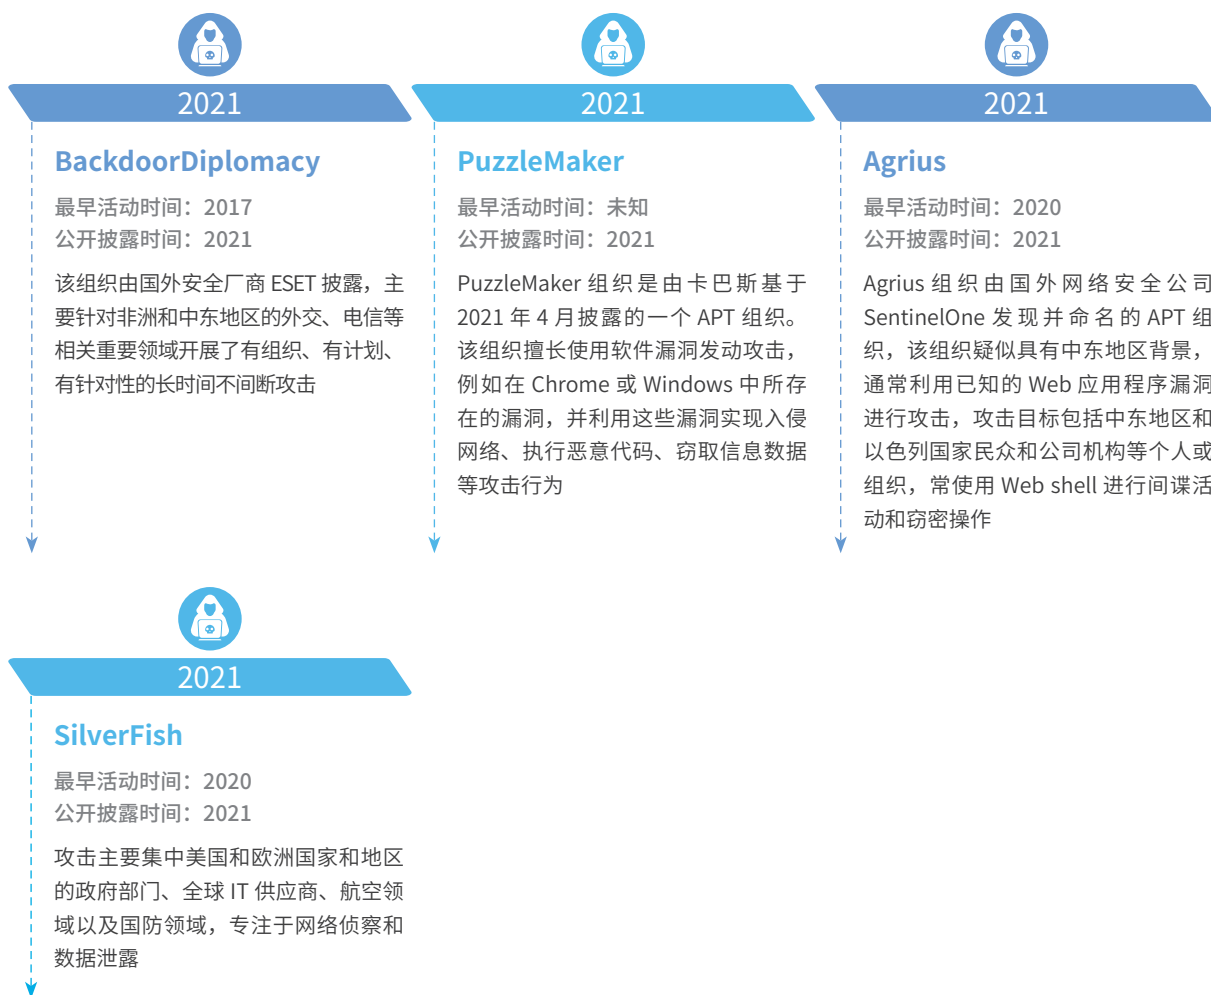 2021
BackdoorDiplomacy
最早活动时间：2017
公开披露时间：2021
该组织由国外安全厂商 ESET 披露，主
要针对非洲和中东地区的外交、电信等
相关重要领域开展了有组织、有计划、
有针对性的长时间不间断攻击
2021
PuzzleMaker
最早活动时间：未知
公开披露时间：2021
PuzzleMaker 组织是由卡巴斯基于
2021 年 4 月披露的一个 APT 组织。
该组织擅长使用软件漏洞发动攻击，
例如在 Chrome 或 Windows 中所存
在的漏洞，并利用这些漏洞实现入侵
网络、执行恶意代码、窃取信息数据
等攻击行为
2021
Agrius
最早活动时间：2020
公开披露时间：2021
Agrius 组织由国外网络安全公司
SentinelOne 发现并命名的 APT 组
织，该组织疑似具有中东地区背景，
通常利用已知的 Web 应用程序漏洞
进行攻击，攻击目标包括中东地区和
以色列国家民众和公司机构等个人或
组织，常使用 Web shell 进行间谍活
动和窃密操作
2021
SilverFish
最早活动时间：2020
公开披露时间：2021
攻击主要集中美国和欧洲国家和地区
的政府部门、全球 IT 供应商、航空领
域以及国防领域，专注于网络侦察和
数据泄露